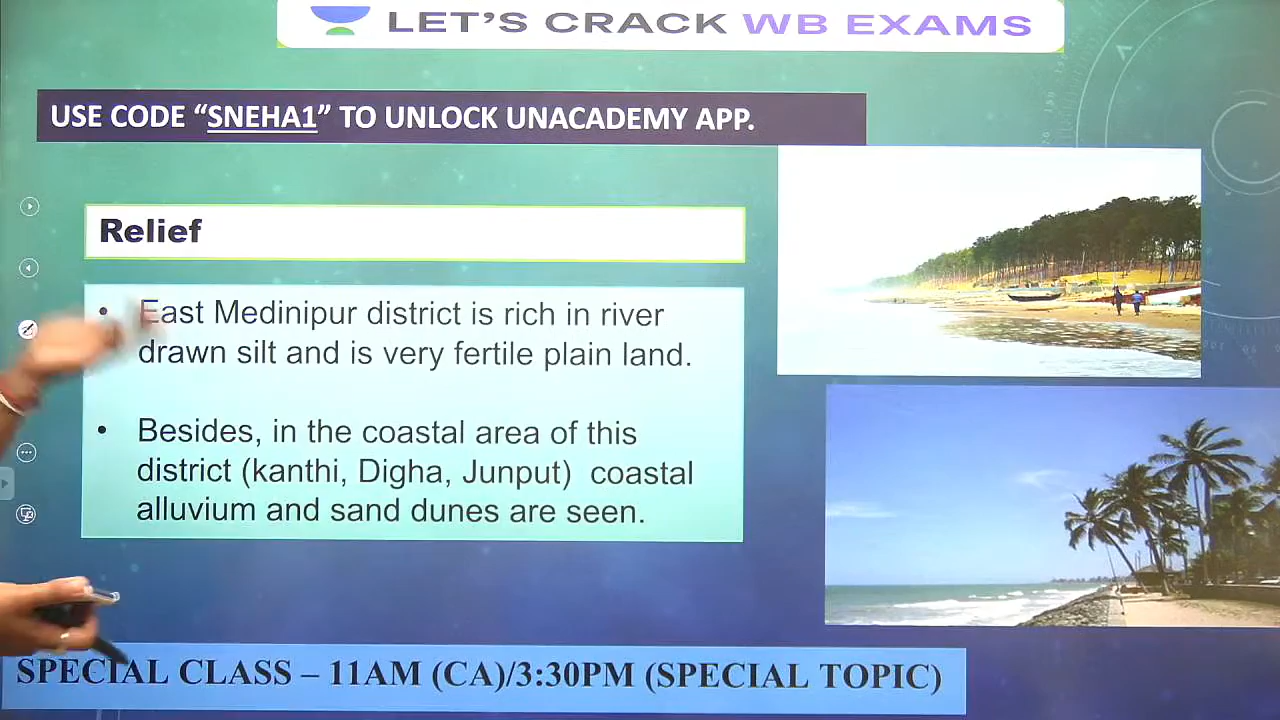 LET'S CRACK WB EXAMS
USE CODE “SNEHA1” TO UNLOCK UNACADEMY APP.
Relief
• East Medinipur district is rich in river
drawn silt and is very fertile plain land.
• Besides, in the coastal area of this
district (kanthi, Digha, Junput) coastal
alluvium and sand dunes are seen.
SPECIAL CLASS – 11AM (CA)/3:30PM (SPECIAL TOPIC)